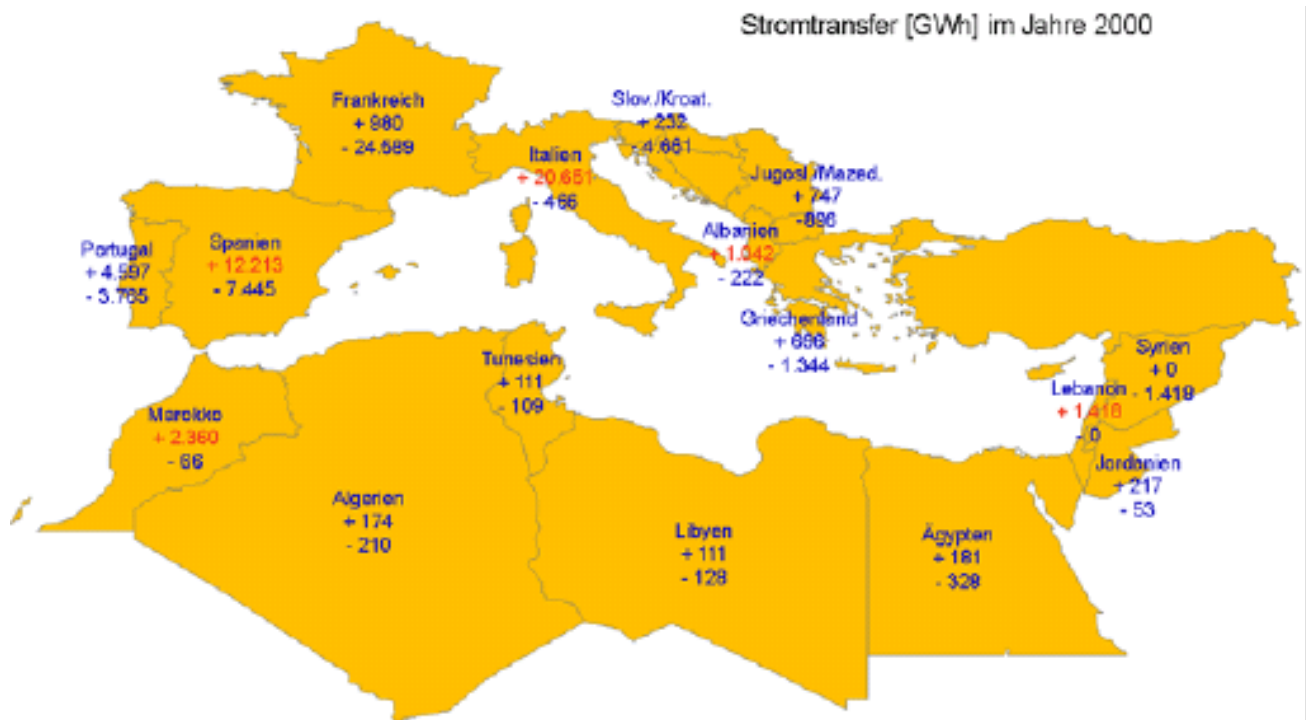 Stromtransfer [GWh] im Jahre 2000
Frankreich
+ 980
- 24.589
Slov./Kroat.
+ 232
- 4.661
Italien
+ 20.651
- 466
Jugosl./Mazed.
+ 747
-896
Albanien
+ 1.042
- 222
Portugal
+ 4.597
- 3.765
Spanien
+ 12.213
- 7.445
Griechenland
+ 696
- 1.344
Tunesien
+ 111
- 109
Syrien
+ 0
- 1.418
Lebanon
+ 1.418
- 0
Marokko
+ 2.360
- 66
Jordanien
+ 217
- 53
Algerien
+ 174
- 210
Libyen
+ 111
- 128
Ägypten
+ 181
- 328